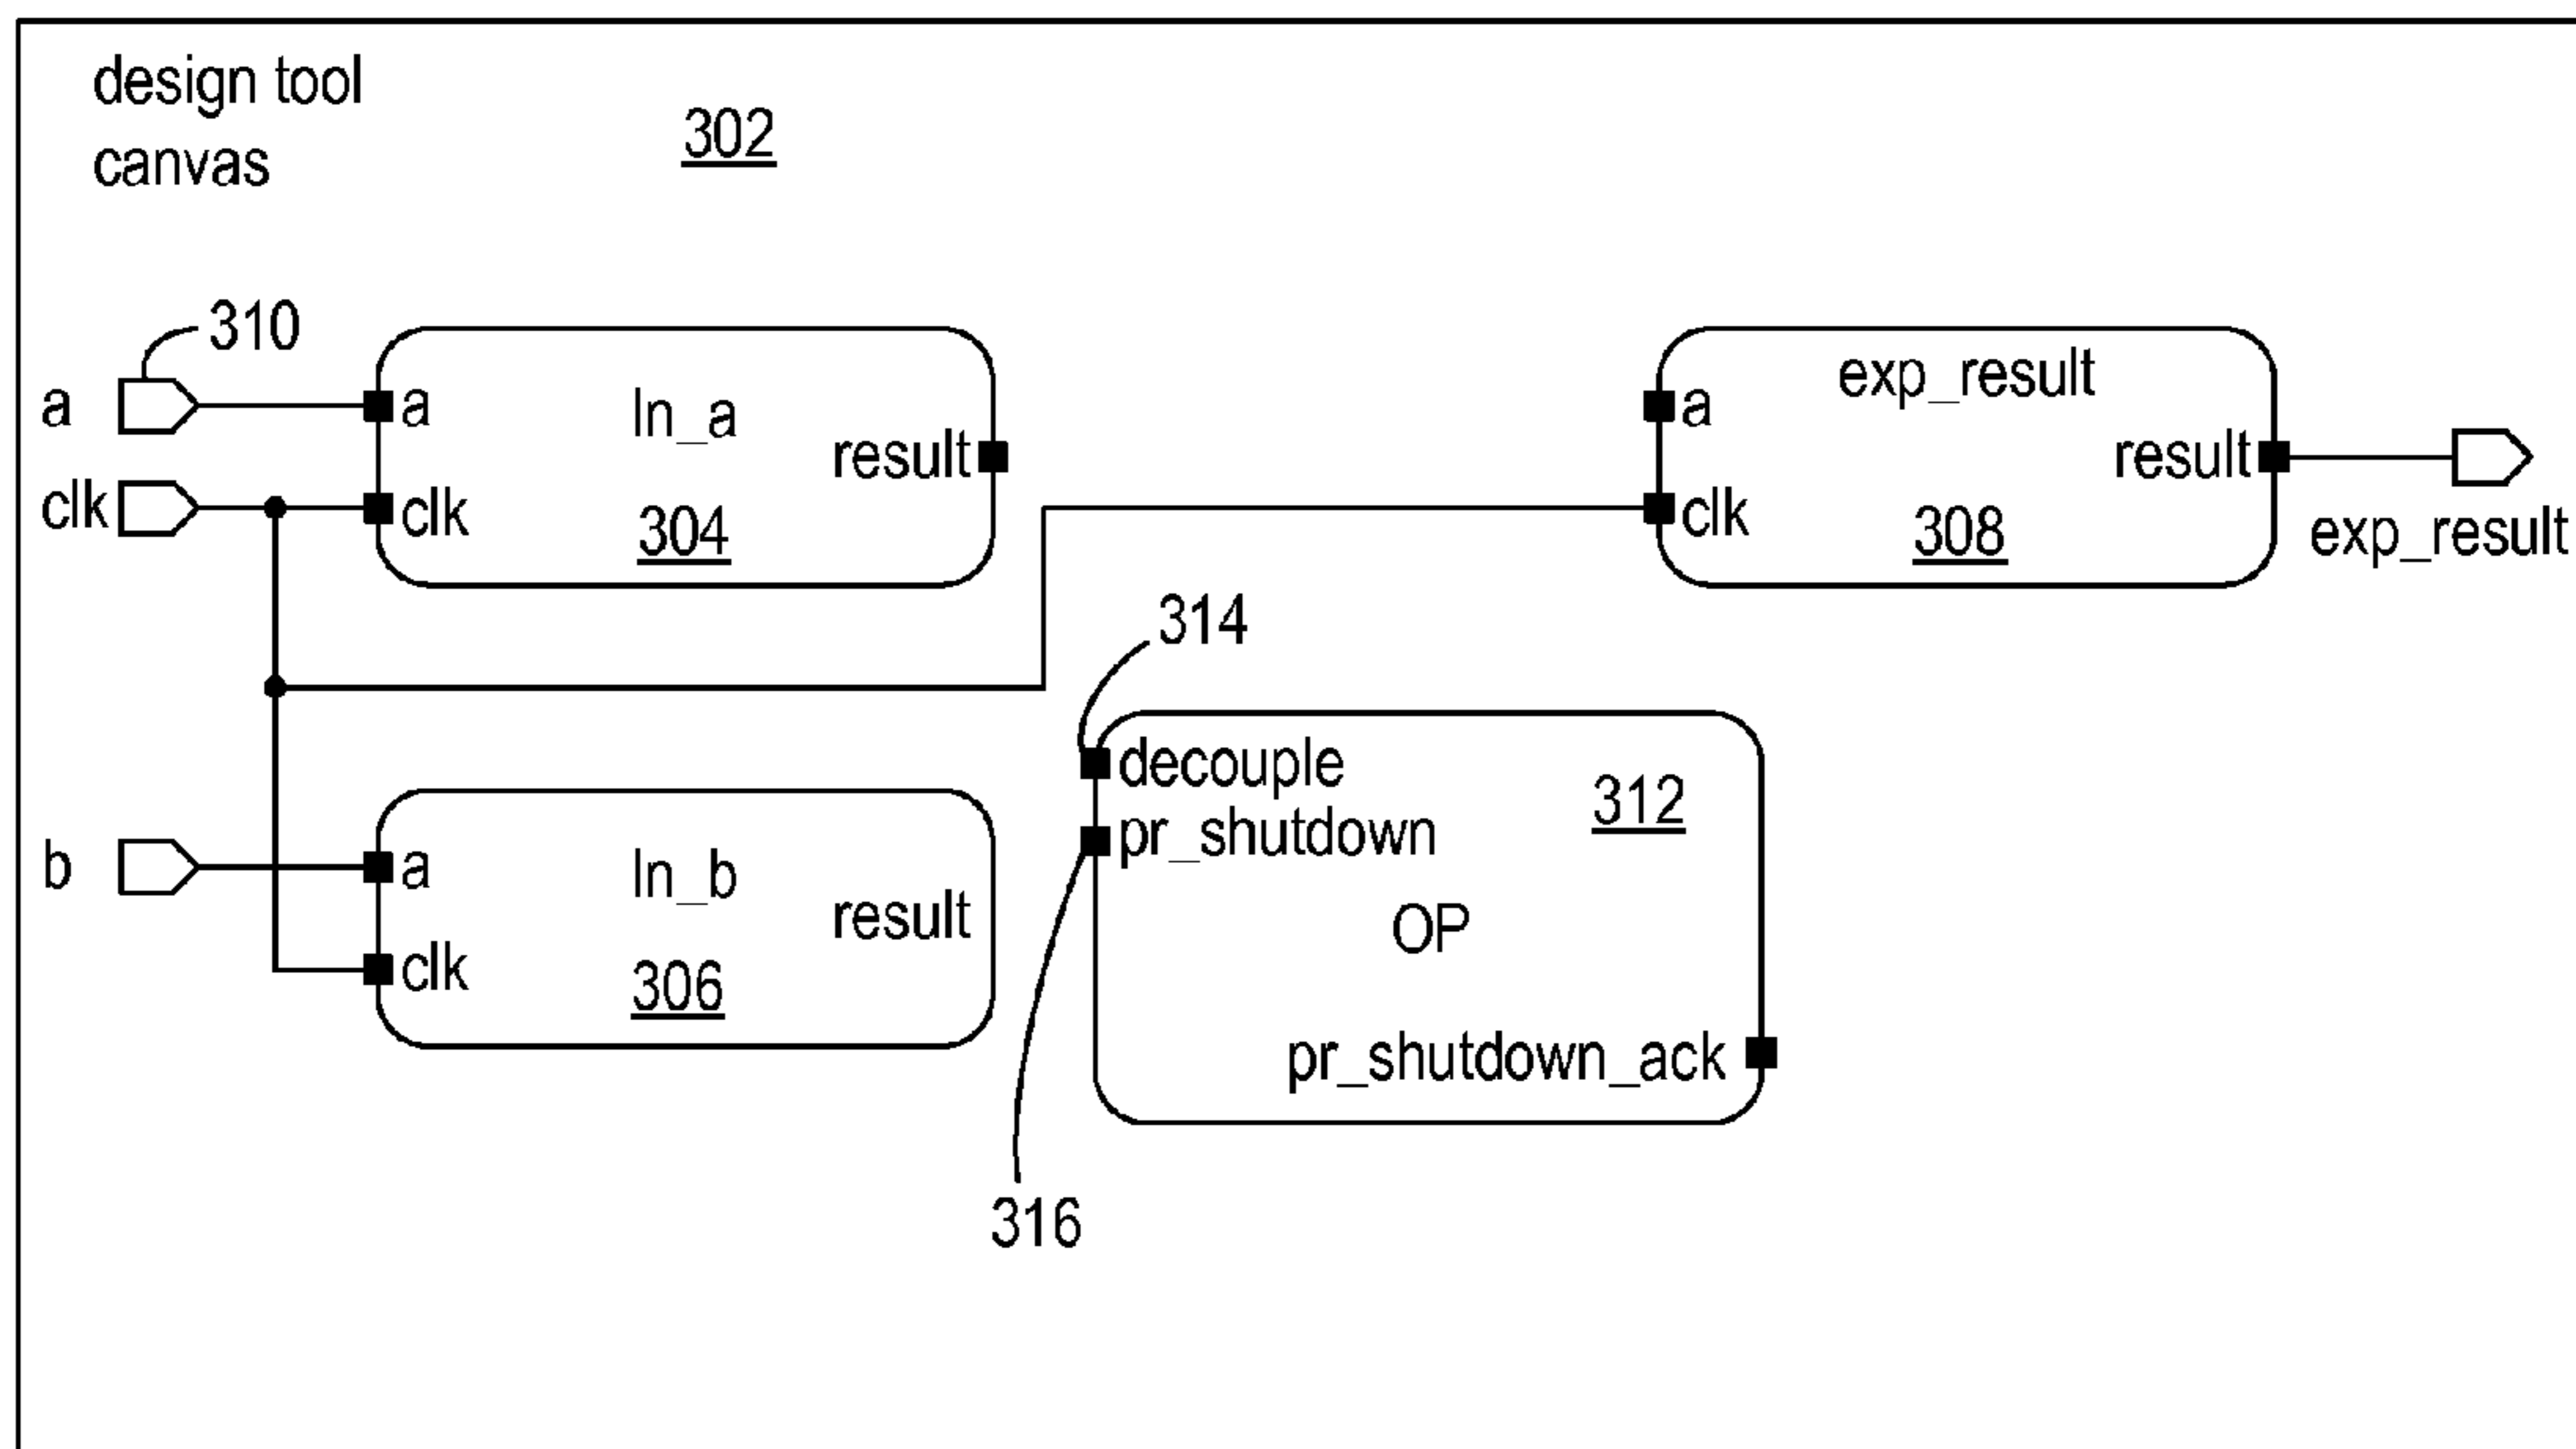 design tool
canvas
302
310
a
a
ln_a
result
clk
clk
304
exp_result
a
result
clk
308
exp_result
314
decouple
312
pr_shutdown
OP
pr_shutdown_ack
b
a
ln_b
result
clk
306
316